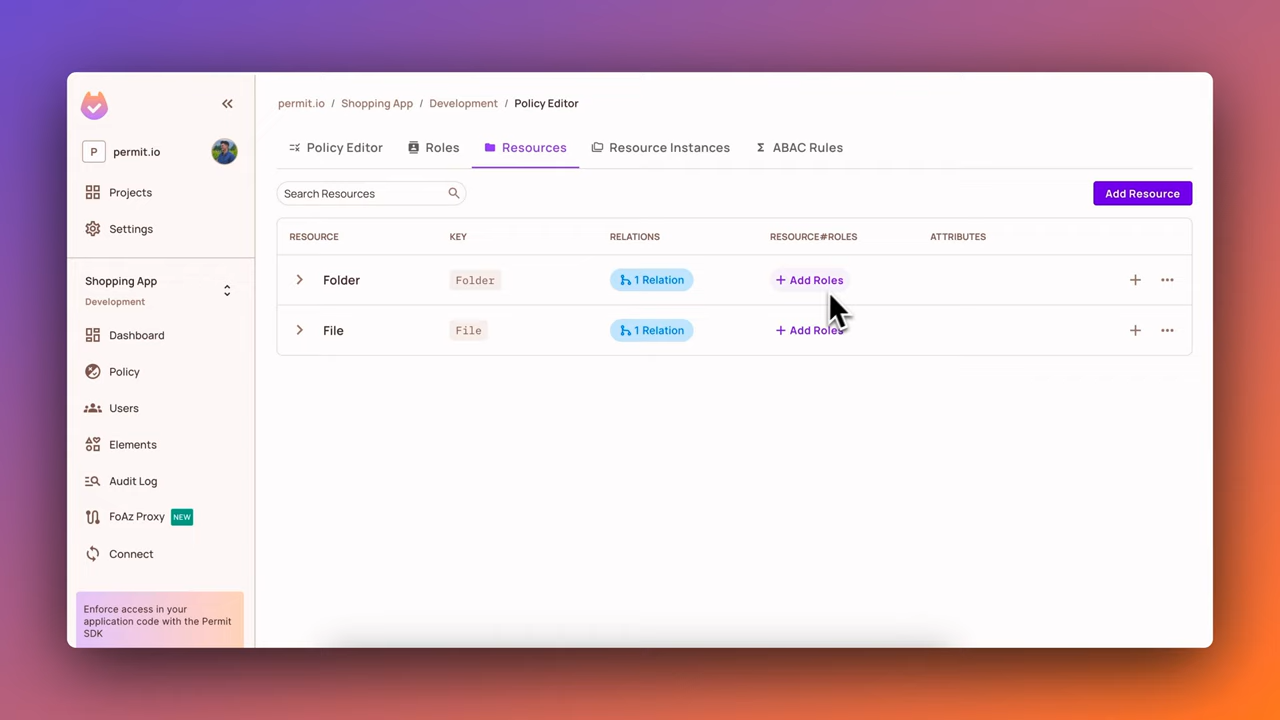 permit.io / Shopping App / Development / Policy Editor
P permit.io
Policy Editor Roles Resources Resource Instances Σ ABAC Rules
Projects
Settings
Search Resources
Add Resource
RESOURCE KEY RELATIONS RESOURCE#ROLES ATTRIBUTES
Folder Folder 1 Relation + Add Roles
File File 1 Relation + Add Roles
Shopping App
Development
Dashboard
Policy
Users
Elements
Audit Log
FoAz Proxy NEW
Connect
Enforce access in your
application code with the Permit
SDK